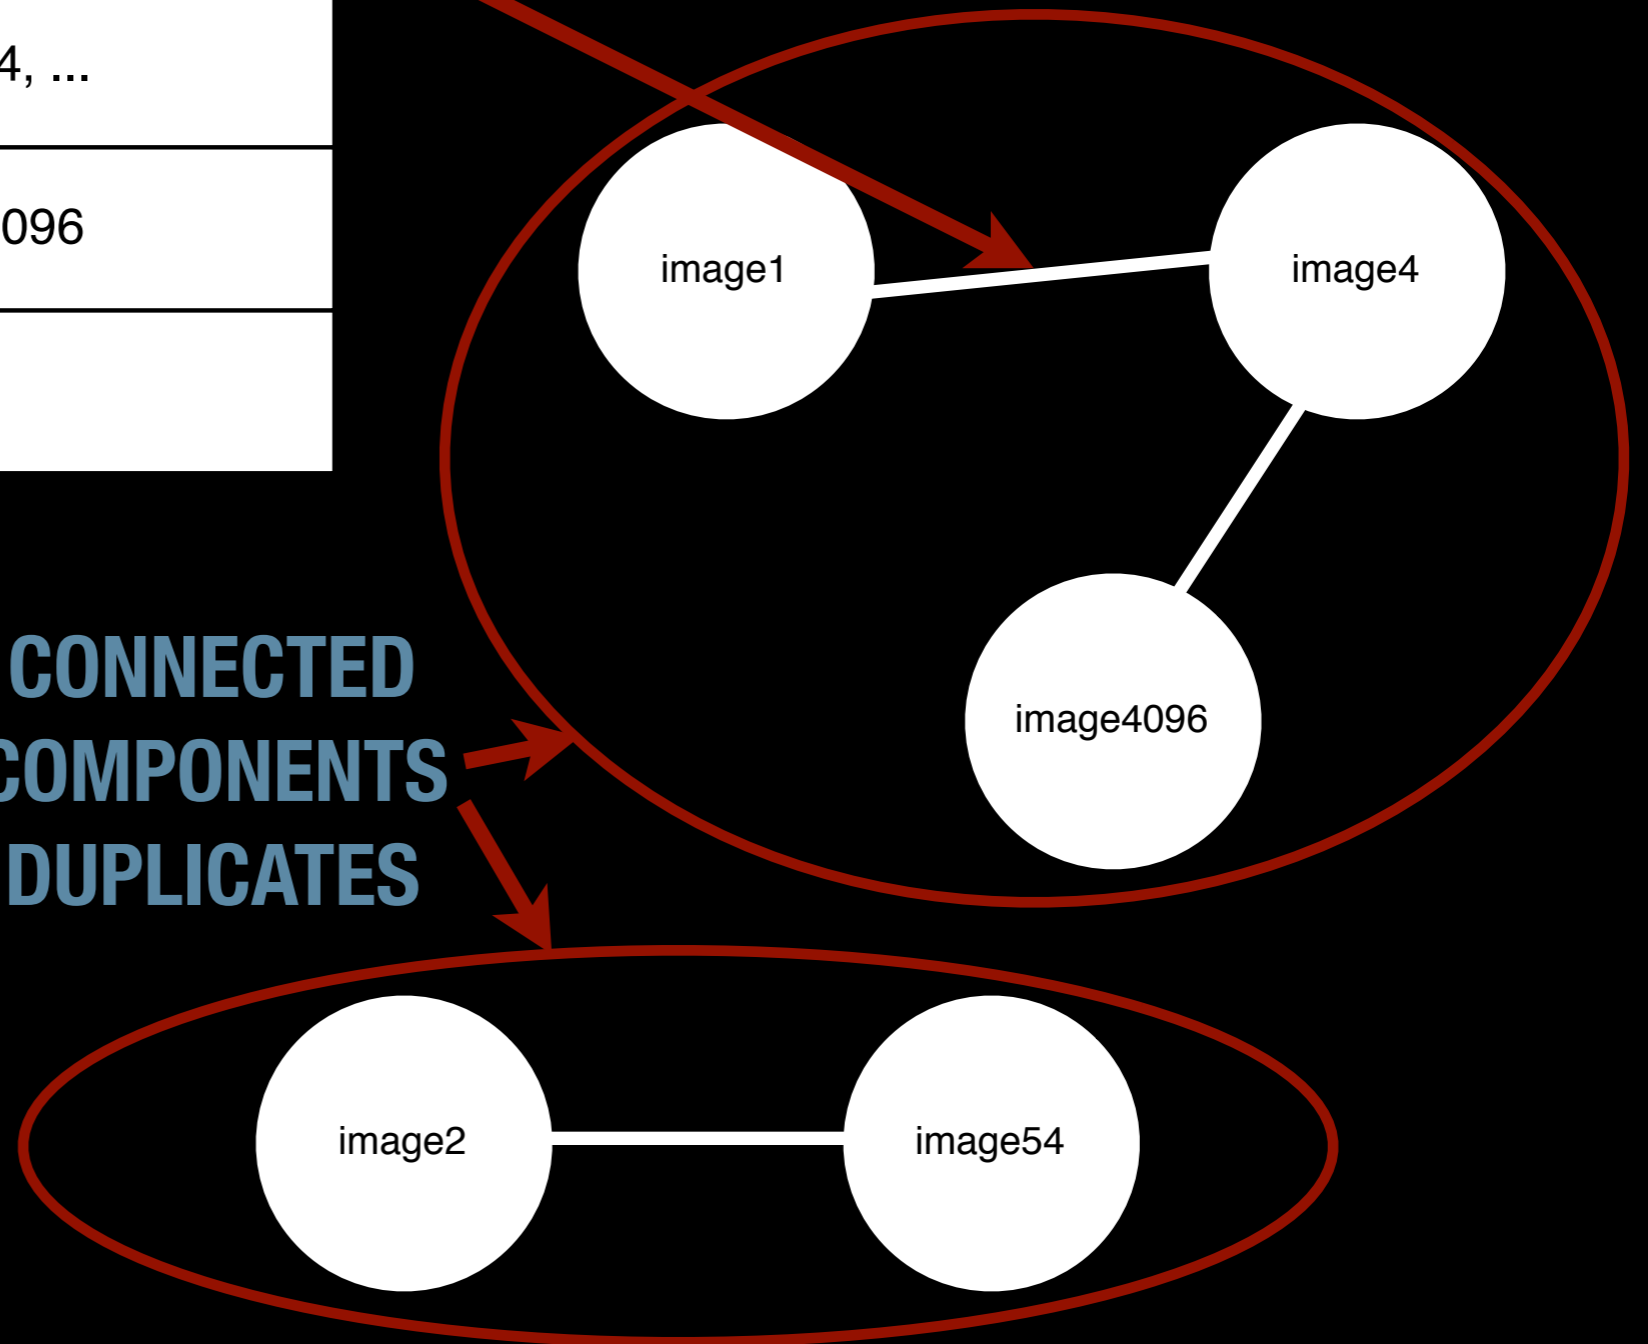 4, ...
096
image1
image4
image4096
CONNECTED
COMPONENTS
DUPLICATES
image2
image54